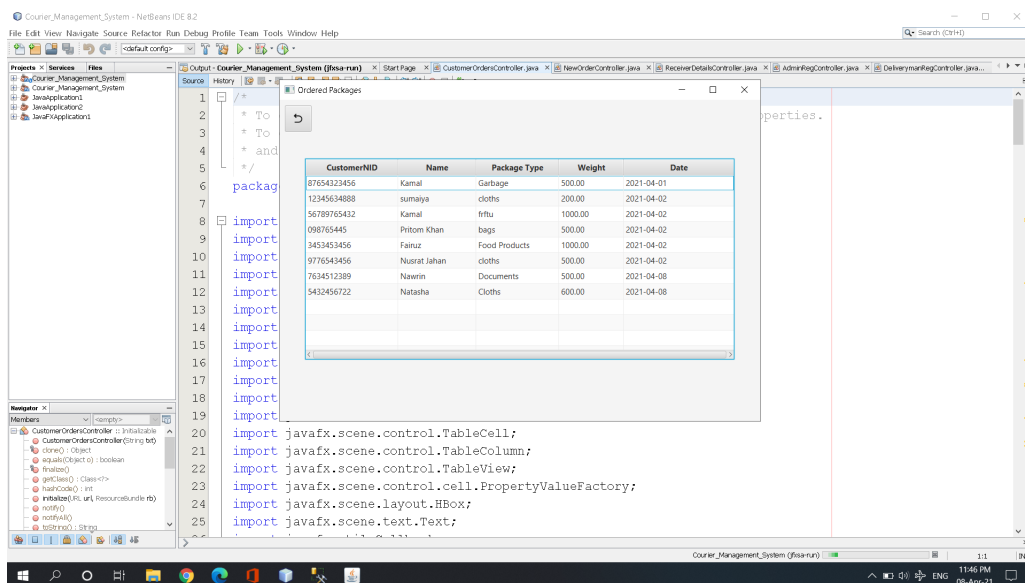 Courier_Management_System - NetBeans IDE 8.2
File Edit View Navigate Source Refactor Run Debug Profile Team Tools Window Help
Search (Ctrl+I)
<default config>
Projects × Services Files
Output - Courier_Management_System (jfxsa-run) × Start Page × CustomerOrdersController.java × NewOrderController.java × ReceiverDetailsController.java × AdminRegController.java × DeliverymanRegController.java...
Courier_Management_System
Courier_Management_System
JavaApplication1
JavaApplication2
JavaFXApplication1
Source History
Ordered Packages
CustomerNID Name Package Type Weight Date
87654323456 Kamal Garbage 500.00 2021-04-01
12345634888 sumaiya cloths 200.00 2021-04-02
56789765432 Kamal frftu 1000.00 2021-04-02
098765445 Pritom Khan bags 500.00 2021-04-02
3453453456 Fairuz Food Products 1000.00 2021-04-02
9776543456 Nusrat Jahan cloths 500.00 2021-04-02
7634512389 Nawrin Documents 500.00 2021-04-08
5432456722 Natasha Cloths 600.00 2021-04-08
1 /*
2 * To perties.
3 * To
4 * and
5 */
6 packag
7
8 import
9 import
10 import
11 import
12 import
13 import
14 import
15 import
16 import
17 import
18 import
19 import
20 import javafx.scene.control.TableCell;
21 import javafx.scene.control.TableColumn;
22 import javafx.scene.control.TableView;
23 import javafx.scene.control.cell.PropertyValueFactory;
24 import javafx.scene.layout.HBox;
25 import javafx.scene.text.Text;
Navigator ×
Members <empty>
CustomerOrdersController :: Initializable
CustomerOrdersController(String txt)
clone() : Object
equals(Object o) : boolean
finalize()
getClass() : Class<?>
hashCode() : int
initialize(URL url, ResourceBundle rb)
notify()
notifyAll()
toString() : String
Courier_Management_System (jfxsa-run)
1:1
IN
ENG
11:46 PM
08-Apr-21